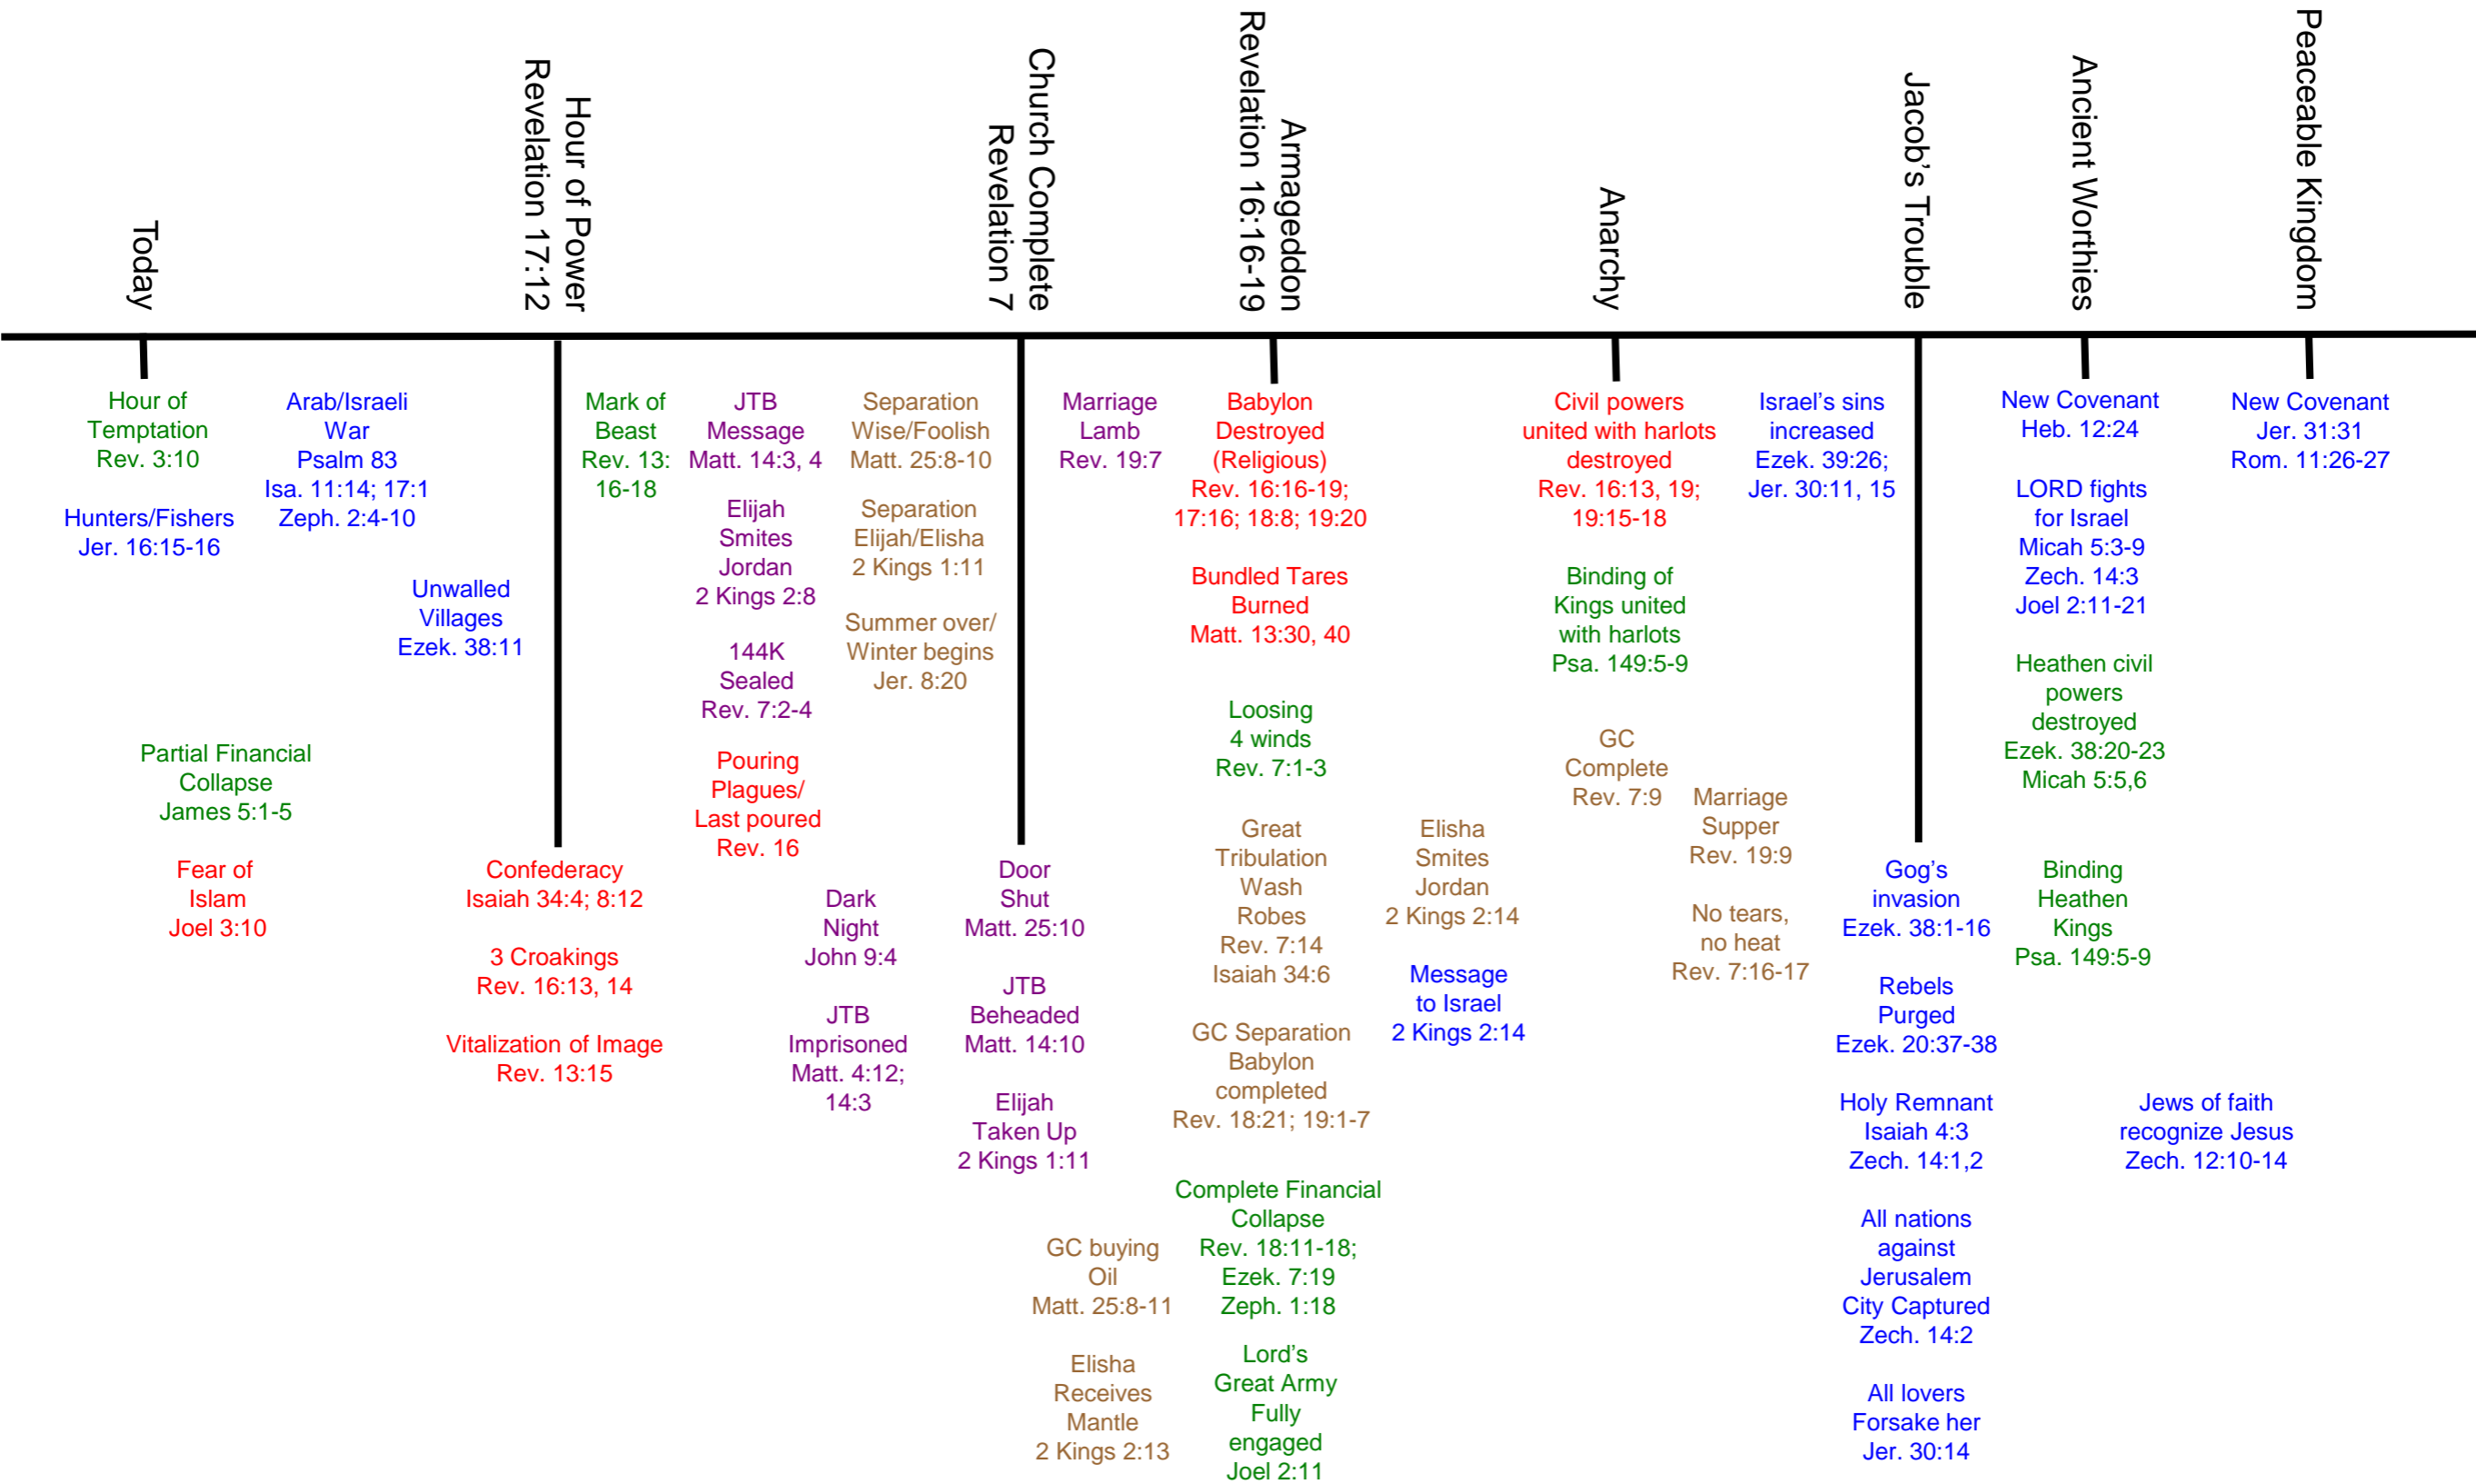 Today
Hour of Power
Revelation 17:12
Church Complete
Revelation 7
Armageddon
Revelation 16:16-19
Anarchy
Jacob's Trouble
Ancient Worthies
Peaceable Kingdom
Hour of
Temptation
Rev. 3:10
Hunters/Fishers
Jer. 16:15-16
Arab/Israeli
War
Psalm 83
Isa. 11:14; 17:1
Zeph. 2:4-10
Unwalled
Villages
Ezek. 38:11
Partial Financial
Collapse
James 5:1-5
Fear of
Islam
Joel 3:10
Confederacy
Isaiah 34:4; 8:12
3 Croakings
Rev. 16:13, 14
Vitalization of Image
Rev. 13:15
Mark of
Beast
Rev. 13:
16-18
JTB
Message
Matt. 14:3, 4
Elijah
Smites
Jordan
2 Kings 2:8
144K
Sealed
Rev. 7:2-4
Pouring
Plagues/
Last poured
Rev. 16
Separation
Wise/Foolish
Matt. 25:8-10
Separation
Elijah/Elisha
2 Kings 1:11
Summer over/
Winter begins
Jer. 8:20
Dark
Night
John 9:4
JTB
Imprisoned
Matt. 4:12;
14:3
Door
Shut
Matt. 25:10
JTB
Beheaded
Matt. 14:10
Elijah
Taken Up
2 Kings 1:11
Marriage
Lamb
Rev. 19:7
GC buying
Oil
Matt. 25:8-11
Elisha
Receives
Mantle
2 Kings 2:13
Babylon
Destroyed
(Religious)
Rev. 16:16-19;
17:16; 18:8; 19:20
Bundled Tares
Burned
Matt. 13:30, 40
Loosing
4 winds
Rev. 7:1-3
Great
Tribulation
Wash
Robes
Rev. 7:14
Isaiah 34:6
GC Separation
Babylon
completed
Rev. 18:21; 19:1-7
Complete Financial
Collapse
Rev. 18:11-18;
Ezek. 7:19
Zeph. 1:18
Lord's
Great Army
Fully
engaged
Joel 2:11
Elisha
Smites
Jordan
2 Kings 2:14
Message
to Israel
2 Kings 2:14
Civil powers
united with harlots
destroyed
Rev. 16:13, 19;
19:15-18
Binding of
Kings united
with harlots
Psa. 149:5-9
GC
Complete
Rev. 7:9
Marriage
Supper
Rev. 19:9
No tears,
no heat
Rev. 7:16-17
Israel's sins
increased
Ezek. 39:26;
Jer. 30:11, 15
Gog's
invasion
Ezek. 38:1-16
Rebels
Purged
Ezek. 20:37-38
Holy Remnant
Isaiah 4:3
Zech. 14:1,2
All nations
against
Jerusalem
City Captured
Zech. 14:2
All lovers
Forsake her
Jer. 30:14
New Covenant
Heb. 12:24
LORD fights
for Israel
Micah 5:3-9
Zech. 14:3
Joel 2:11-21
Heathen civil
powers
destroyed
Ezek. 38:20-23
Micah 5:5,6
Binding
Heathen
Kings
Psa. 149:5-9
Jews of faith
recognize Jesus
Zech. 12:10-14
New Covenant
Jer. 31:31
Rom. 11:26-27